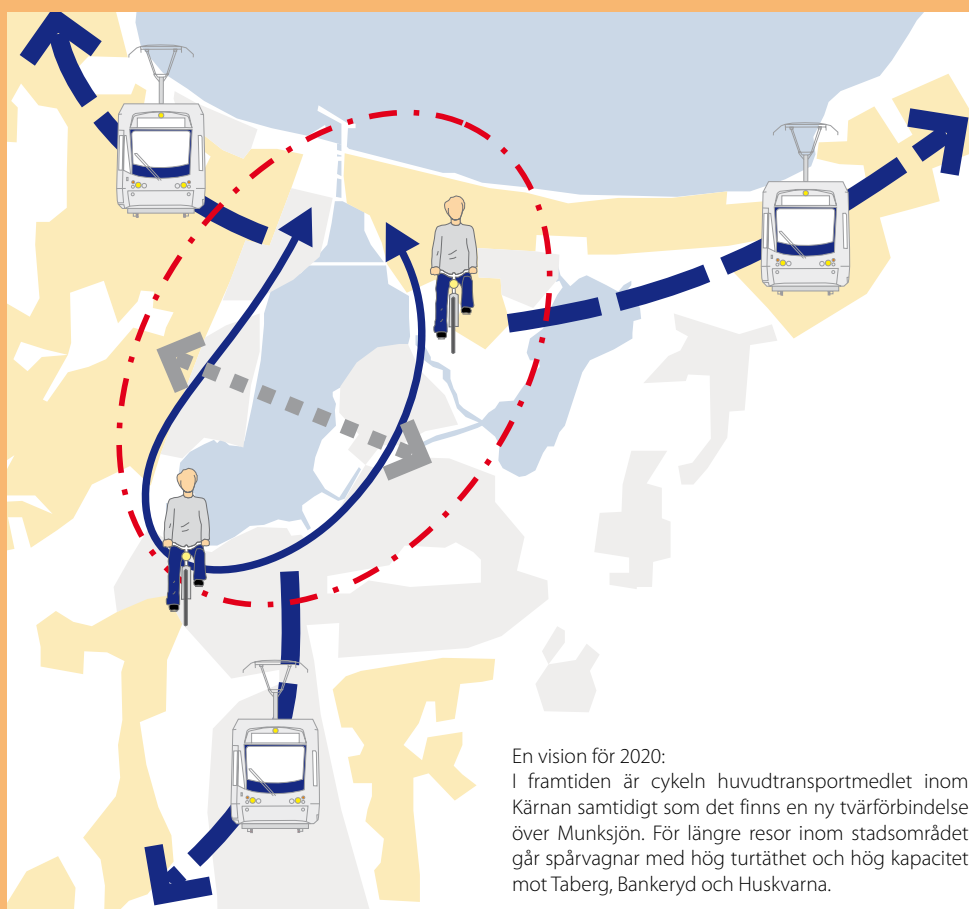 En vision för 2020:
I framtiden är cykeln huvudtransportmedlet inom
Kärnan samtidigt som det finns en ny tvärförbindelse
över Munksjön. För längre resor inom stadsområdet
går spårvagnar med hög turtäthet och hög kapacitet
mot Taberg, Bankeryd och Huskvarna.